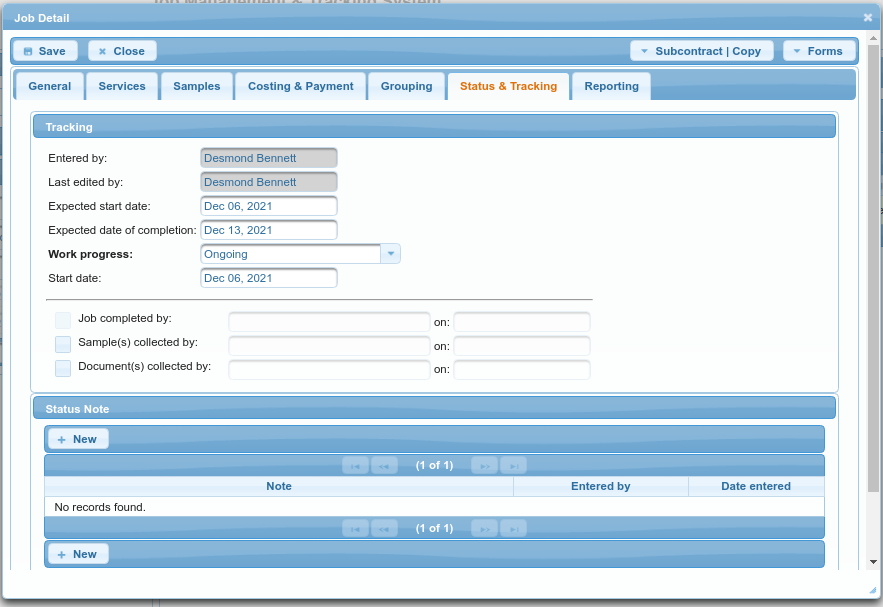 Job Management & Tracking System
Job Detail
Save Close Subcontract | Copy Forms
General Services Samples Costing & Payment Grouping Status & Tracking Reporting
Tracking
Entered by: Desmond Bennett
Last edited by: Desmond Bennett
Expected start date: Dec 06, 2021
Expected date of completion: Dec 13, 2021
Work progress: Ongoing
Start date: Dec 06, 2021
Job completed by: on:
Sample(s) collected by: on:
Document(s) collected by: on:
Status Note
New
(1 of 1)
Note Entered by Date entered
No records found.
(1 of 1)
New